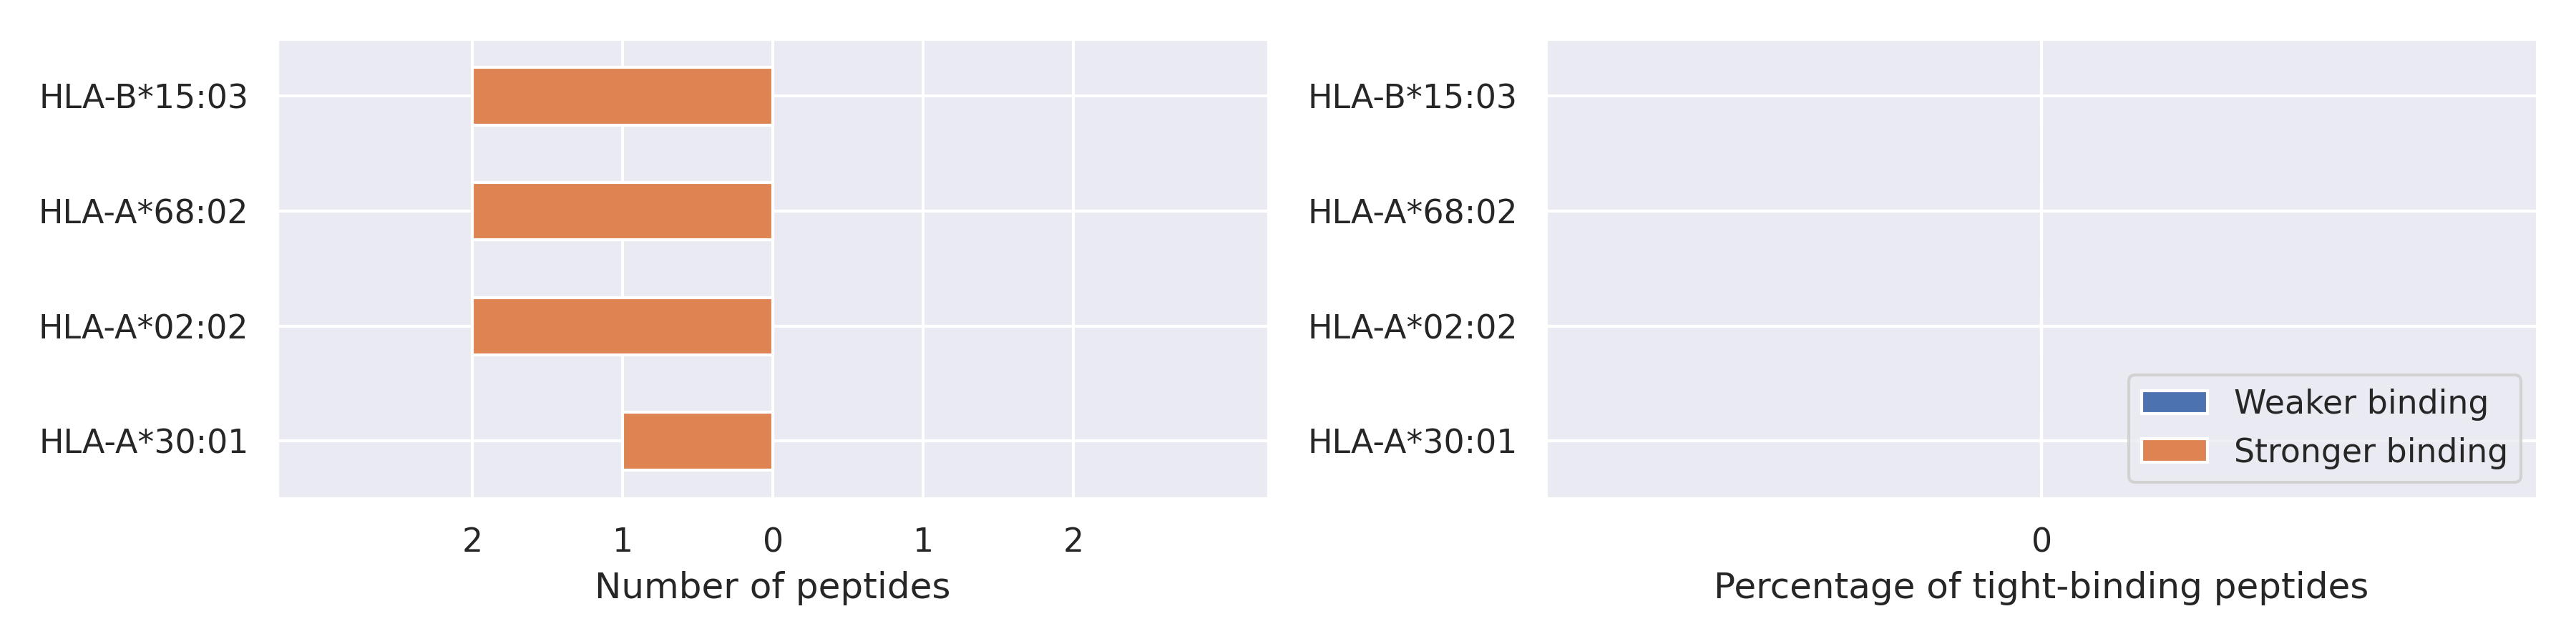 HLA-B*15:03
HLA-A*68:02
HLA-A*02:02
HLA-A*30:01
2 1 0 1 2
Number of peptides
HLA-B*15:03
HLA-A*68:02
HLA-A*02:02
HLA-A*30:01
Weaker binding
Stronger binding
0
Percentage of tight-binding peptides